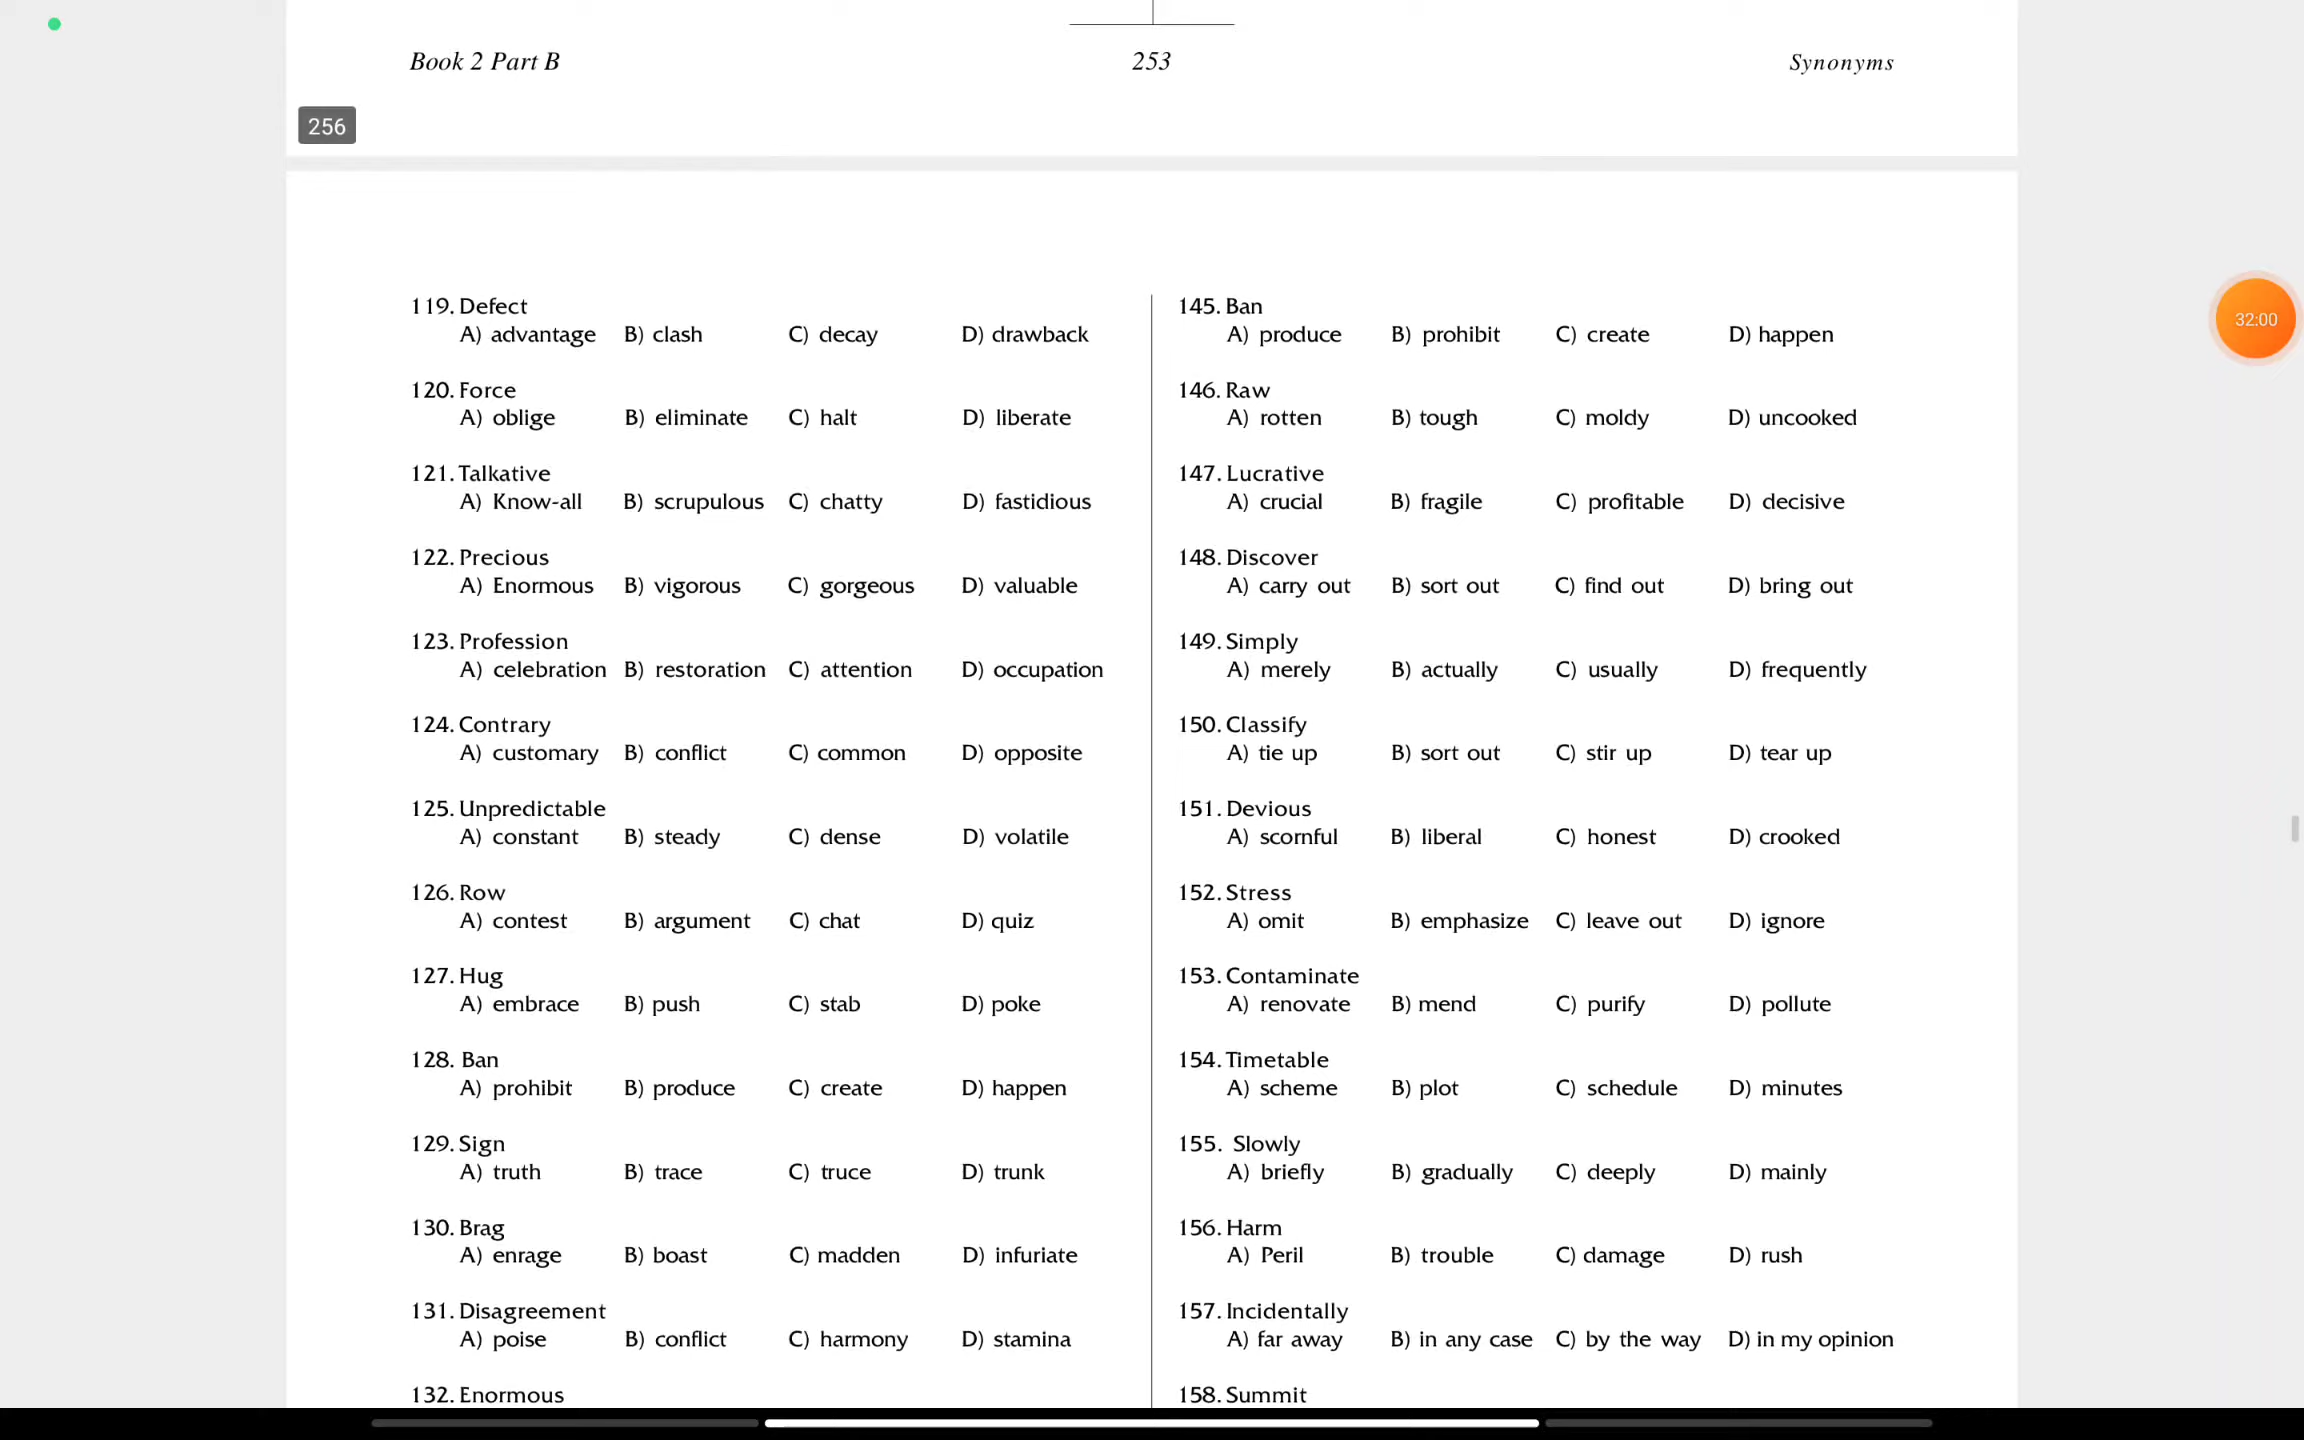 Book 2 Part B 253 Synonyms
256
119. Defect
A) advantage B) clash C) decay D) drawback
120. Force
A) oblige B) eliminate C) halt D) liberate
121. Talkative
A) Know-all B) scrupulous C) chatty D) fastidious
122. Precious
A) Enormous B) vigorous C) gorgeous D) valuable
123. Profession
A) celebration B) restoration C) attention D) occupation
124. Contrary
A) customary B) conflict C) common D) opposite
125. Unpredictable
A) constant B) steady C) dense D) volatile
126. Row
A) contest B) argument C) chat D) quiz
127. Hug
A) embrace B) push C) stab D) poke
128. Ban
A) prohibit B) produce C) create D) happen
129. Sign
A) truth B) trace C) truce D) trunk
130. Brag
A) enrage B) boast C) madden D) infuriate
131. Disagreement
A) poise B) conflict C) harmony D) stamina
132. Enormous
145. Ban
A) produce B) prohibit C) create D) happen
146. Raw
A) rotten B) tough C) moldy D) uncooked
147. Lucrative
A) crucial B) fragile C) profitable D) decisive
148. Discover
A) carry out B) sort out C) find out D) bring out
149. Simply
A) merely B) actually C) usually D) frequently
150. Classify
A) tie up B) sort out C) stir up D) tear up
151. Devious
A) scornful B) liberal C) honest D) crooked
152. Stress
A) omit B) emphasize C) leave out D) ignore
153. Contaminate
A) renovate B) mend C) purify D) pollute
154. Timetable
A) scheme B) plot C) schedule D) minutes
155. Slowly
A) briefly B) gradually C) deeply D) mainly
156. Harm
A) Peril B) trouble C) damage D) rush
157. Incidentally
A) far away B) in any case C) by the way D) in my opinion
158. Summit
32:00